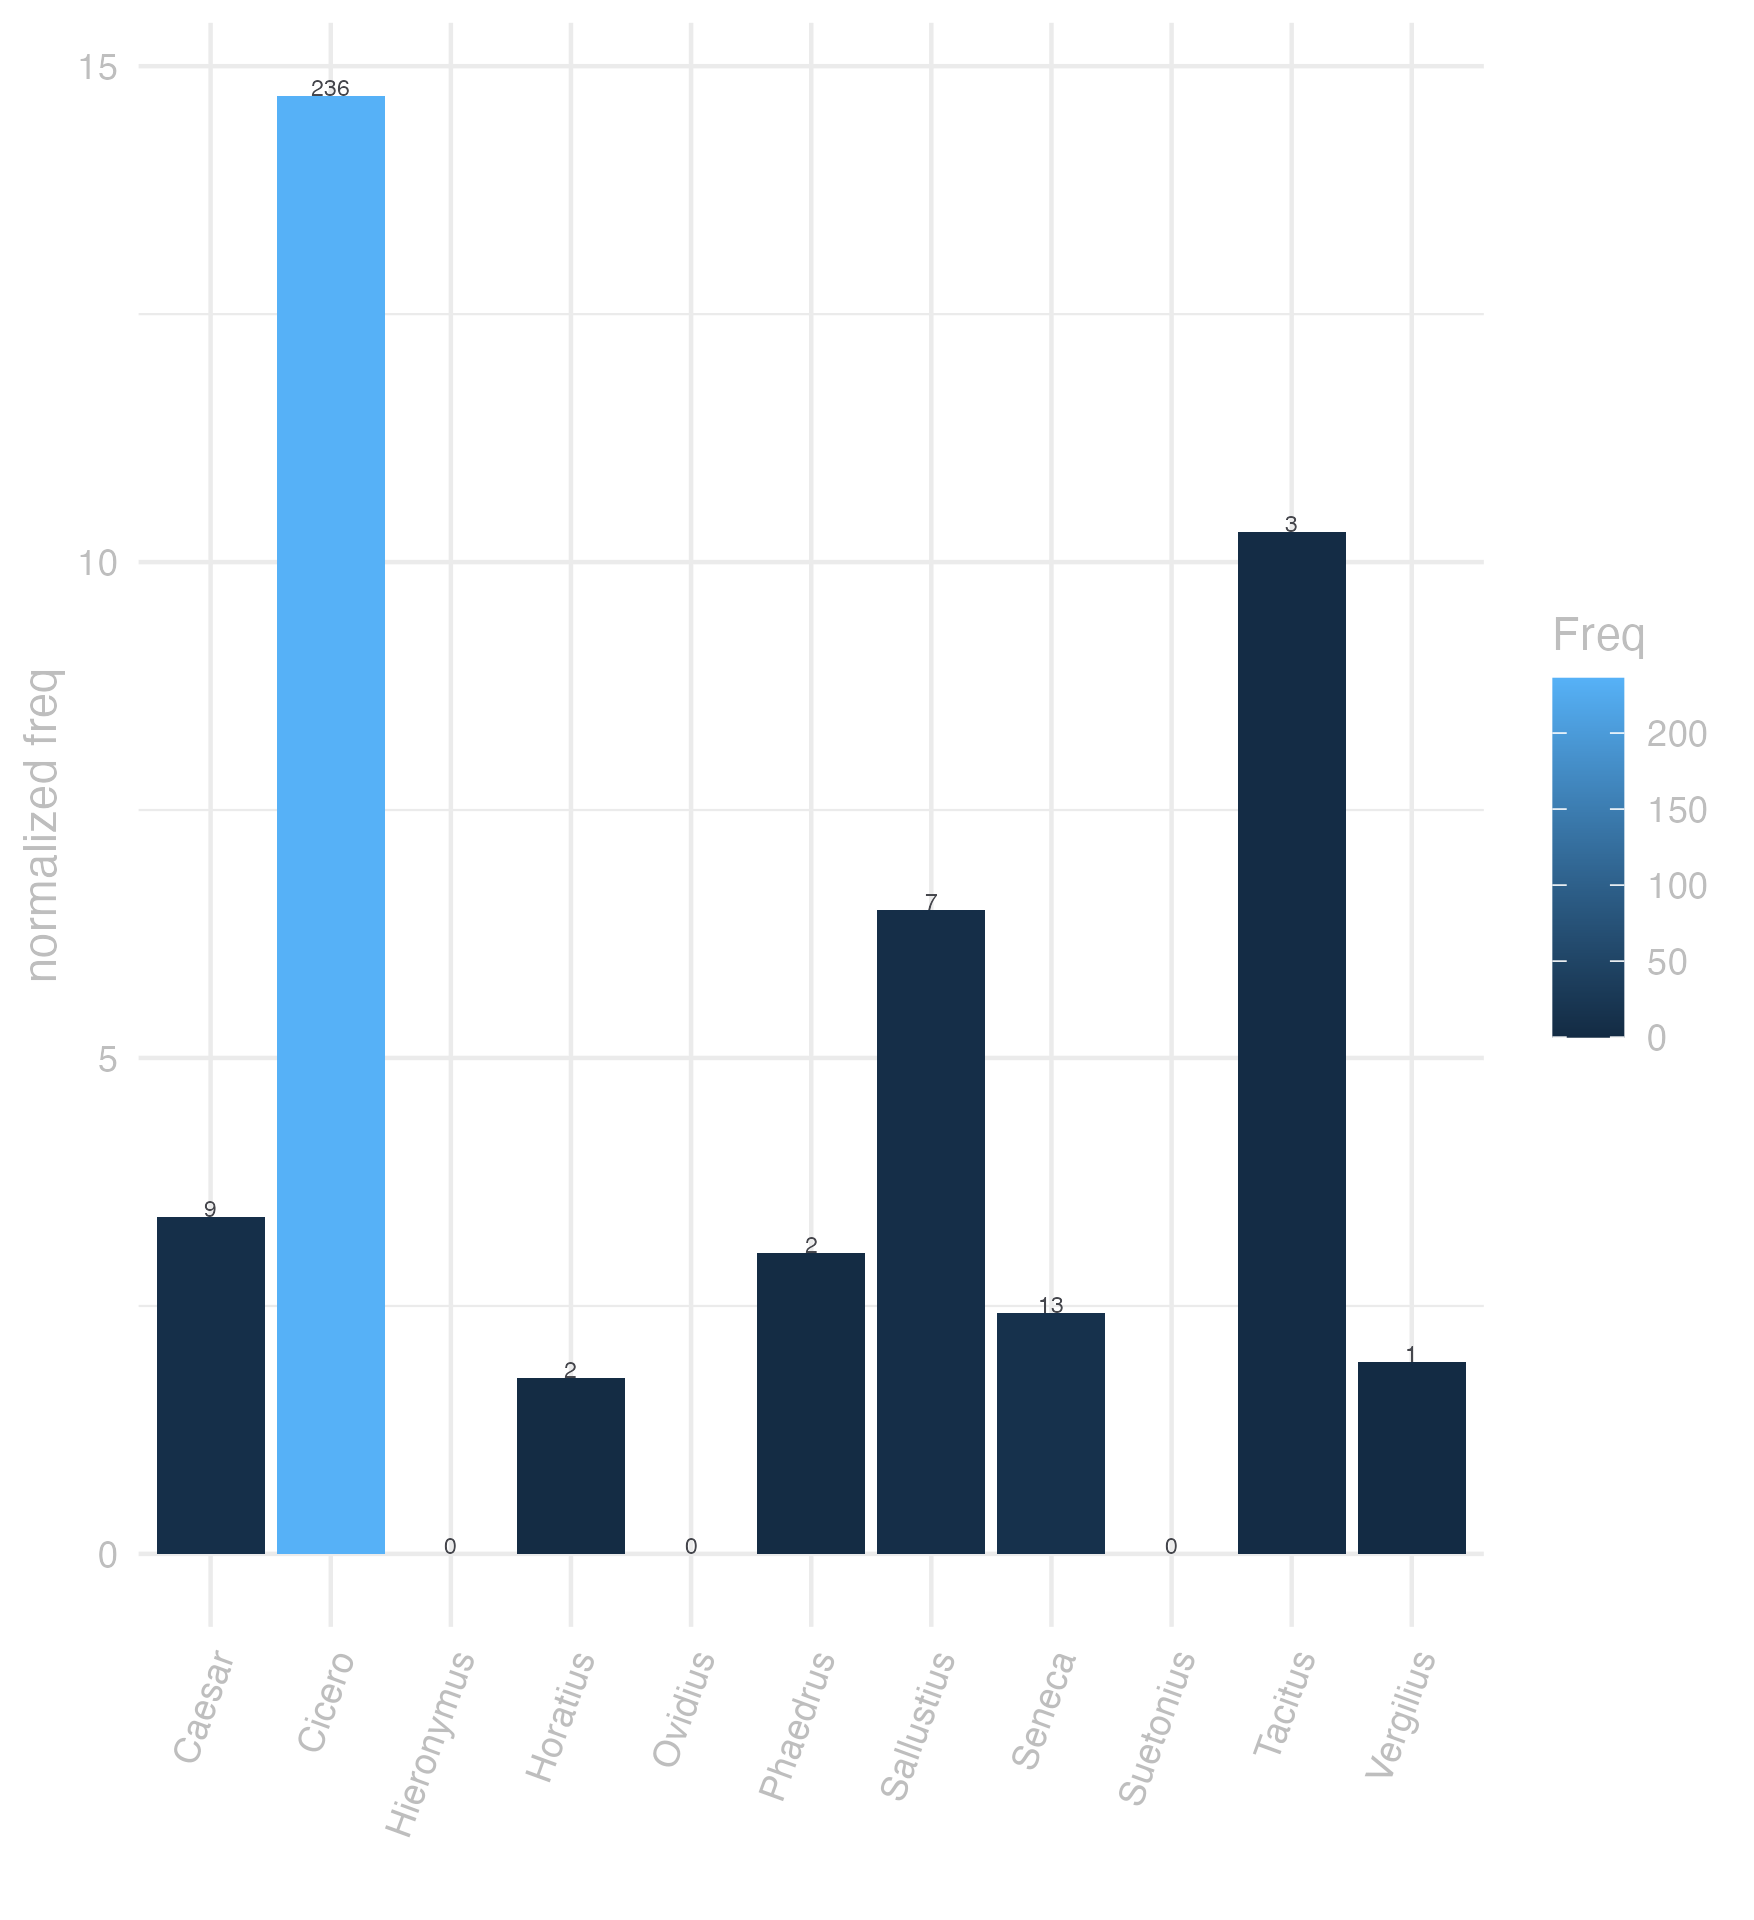 15
10
5
0
normalized freq
236
3
7
9
2
13
1
2
0
0
0
Caesar
Cicero
Hieronymus
Horatius
Ovidius
Phaedrus
Sallustius
Seneca
Suetonius
Tacitus
Vergilius
Freq
200
150
100
50
0